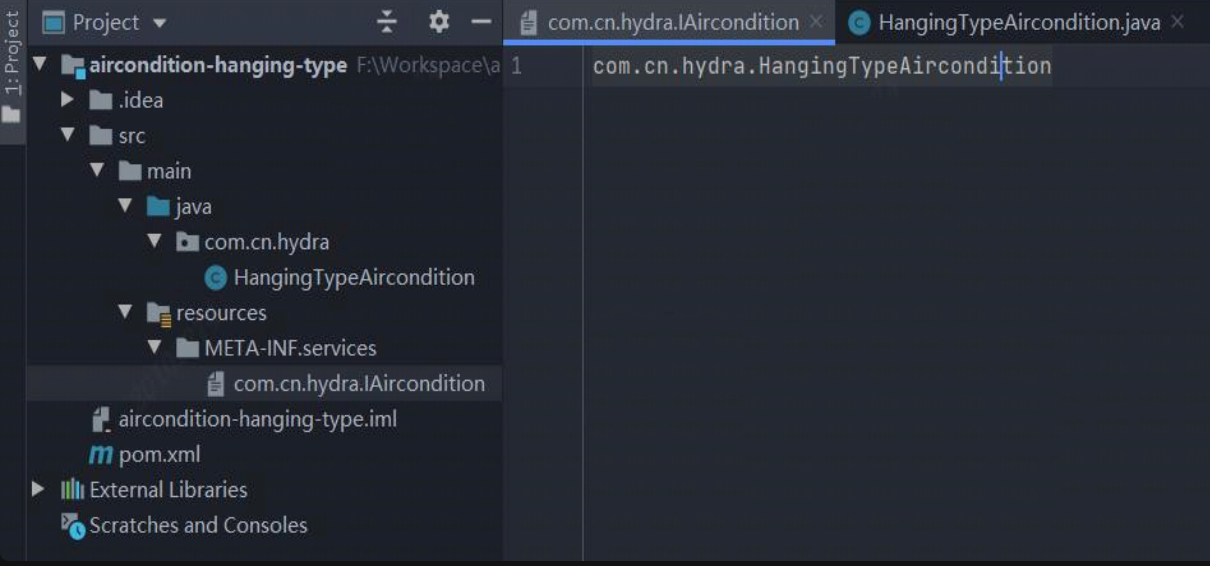 1: Project
Project
aircondition-hanging-type F:\Workspace\a
.idea
src
main
java
com.cn.hydra
HangingTypeAircondition
resources
META-INF.services
com.cn.hydra.IAircondition
aircondition-hanging-type.iml
pom.xml
External Libraries
Scratches and Consoles
com.cn.hydra.IAircondition
HangingTypeAircondition.java
1 com.cn.hydra.HangingTypeAircondition